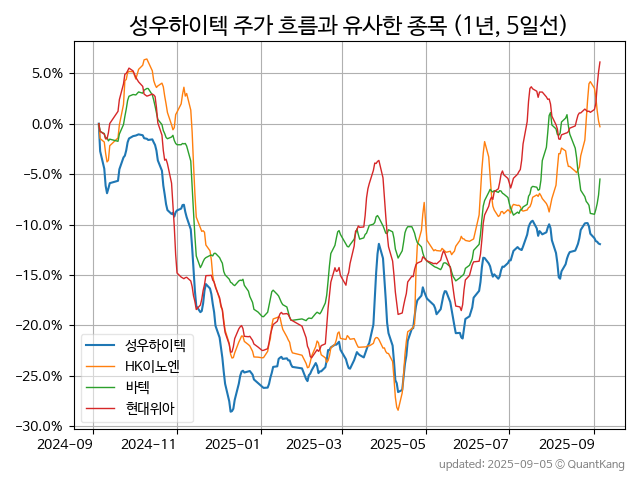 성우하이텍 주가 흐름과 유사한 종목 (1년, 5일선)
5.0%
0.0%
-5.0%
-10.0%
-15.0%
-20.0%
-25.0%
-30.0%
성우하이텍
HK이노엔
바텍
현대위아
2024-09 2024-11 2025-01 2025-03 2025-05 2025-07 2025-09
updated: 2025-09-05 © QuantKang